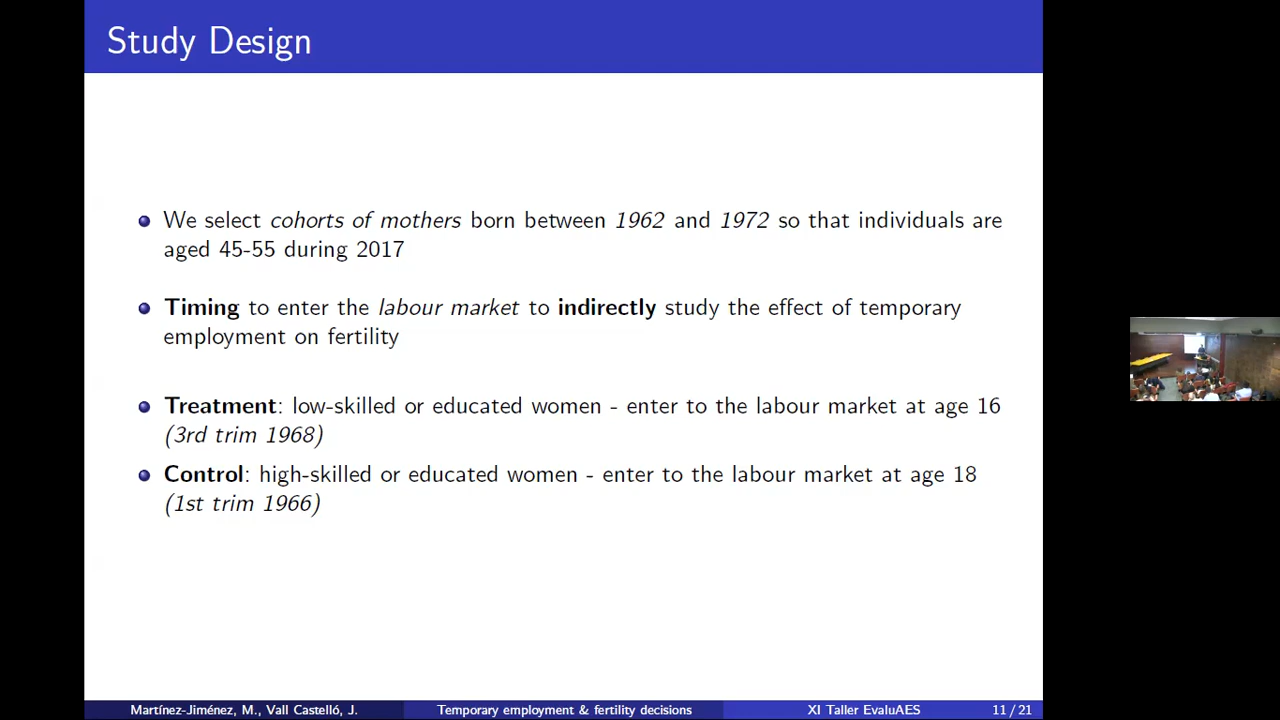 Study Design
We select cohorts of mothers born between 1962 and 1972 so that individuals are
aged 45-55 during 2017
Timing to enter the labour market to indirectly study the effect of temporary
employment on fertility
Treatment: low-skilled or educated women - enter to the labour market at age 16
(3rd trim 1968)
Control: high-skilled or educated women - enter to the labour market at age 18
(1st trim 1966)
Martínez-Jiménez, M., Vall Castelló, J. Temporary employment & fertility decisions XI Taller EvaluAES 11 / 21